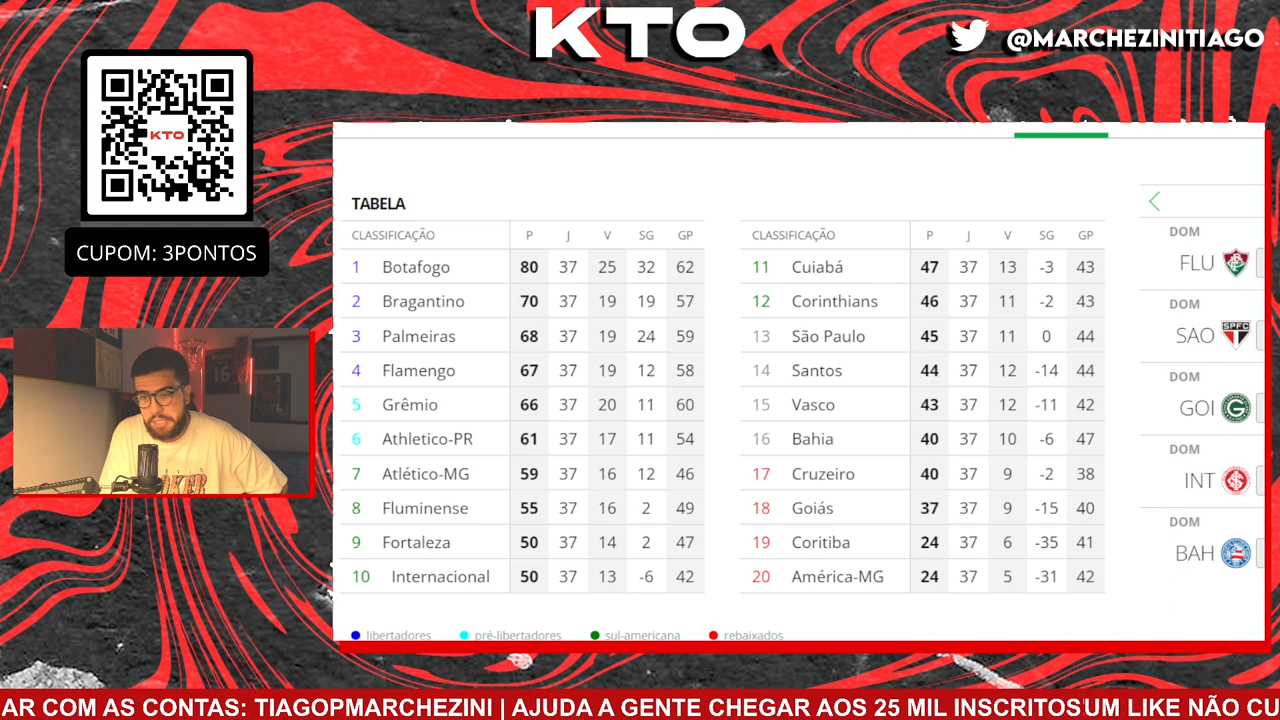 KTO
@MARCHEZINITIAGO
KTO
CUPOM: 3PONTOS
TABELA
CLASSIFICAÇÃO P J V SG GP
1 Botafogo 80 37 25 32 62
2 Bragantino 70 37 19 19 57
3 Palmeiras 68 37 19 24 59
4 Flamengo 67 37 19 12 58
5 Grêmio 66 37 20 11 60
6 Athletico-PR 61 37 17 11 54
7 Atlético-MG 59 37 16 12 46
8 Fluminense 55 37 16 2 49
9 Fortaleza 50 37 14 2 47
10 Internacional 50 37 13 -6 42
CLASSIFICAÇÃO P J V SG GP
11 Cuiabá 47 37 13 -3 43
12 Corinthians 46 37 11 -2 43
13 São Paulo 45 37 11 0 44
14 Santos 44 37 12 -14 44
15 Vasco 43 37 12 -11 42
16 Bahia 40 37 10 -6 47
17 Cruzeiro 40 37 9 -2 38
18 Goiás 37 37 9 -15 40
19 Coritiba 24 37 6 -35 41
20 América-MG 24 37 5 -31 42
DOM
FLU
DOM
SAO
SPFC
DOM
GOI
DOM
INT
DOM
BAH
libertadores pré-libertadores sul-americana rebaixados
AR COM AS CONTAS: TIAGOPMARCHEZINI | AJUDA A GENTE CHEGAR AOS 25 MIL INSCRITOSUM LIKE NÃO CU